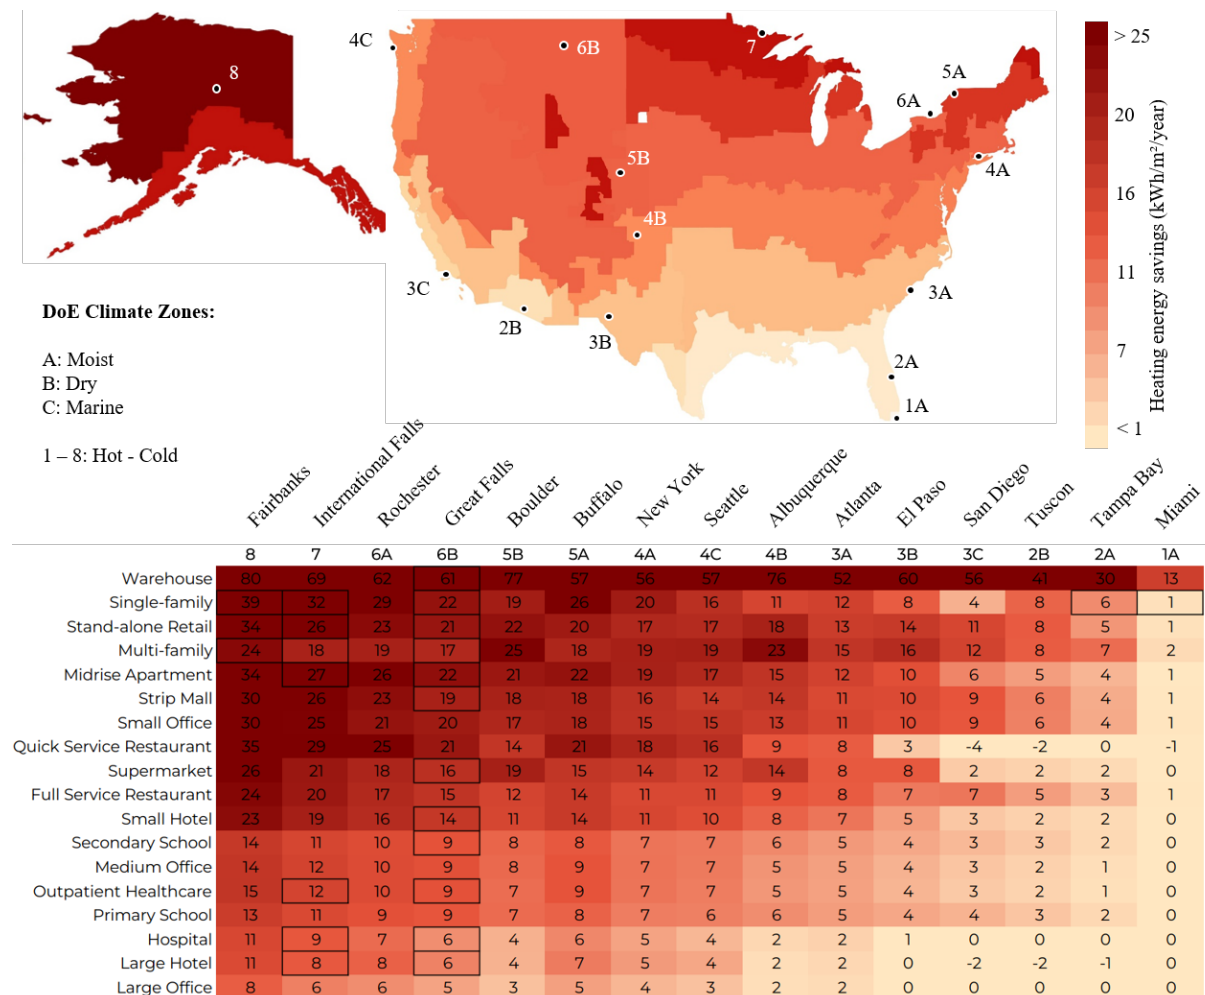 4C
6B
7
8
5A
6A
5B
4A
4B
3C
2B
3B
3A
2A
1A
> 25
20
16
11
7
< 1
Heating energy savings (kWh/m²/year)
DoE Climate Zones:
A: Moist
B: Dry
C: Marine
1 – 8: Hot - Cold
Fairbanks International Falls Rochester Great Falls Boulder Buffalo New York Seattle Albuquerque Atlanta El Paso San Diego Tuscon Tampa Bay Miami
8 7 6A 6B 5B 5A 4A 4C 4B 3A 3B 3C 2B 2A 1A
Warehouse 80 69 62 61 77 57 56 57 76 52 60 56 41 30 13
Single-family 39 32 29 22 19 26 20 16 11 12 8 4 8 6 1
Stand-alone Retail 34 26 23 21 22 20 17 17 18 13 14 11 8 5 1
Multi-family 24 18 19 17 25 18 19 19 23 15 16 12 8 7 2
Midrise Apartment 34 27 26 22 21 22 19 17 15 12 10 6 5 4 1
Strip Mall 30 26 23 19 18 18 16 14 14 11 10 9 6 4 1
Small Office 30 25 21 20 17 18 15 15 13 11 10 9 6 4 1
Quick Service Restaurant 35 29 25 21 14 21 18 16 9 8 3 -4 -2 0 -1
Supermarket 26 21 18 16 19 15 14 12 14 8 8 2 2 2 0
Full Service Restaurant 24 20 17 15 12 14 11 11 9 8 7 7 5 3 1
Small Hotel 23 19 16 14 11 14 11 10 8 7 5 3 2 2 0
Secondary School 14 11 10 9 8 8 7 7 6 5 4 3 3 2 0
Medium Office 14 12 10 9 8 9 7 7 5 5 4 3 2 1 0
Outpatient Healthcare 15 12 10 9 7 9 7 7 5 5 4 3 2 1 0
Primary School 13 11 9 9 7 8 7 6 6 5 4 4 3 2 0
Hospital 11 9 7 6 4 6 5 4 2 2 1 0 0 0 0
Large Hotel 11 8 8 6 4 7 5 4 2 2 0 -2 -2 -1 0
Large Office 8 6 6 5 3 5 4 3 2 2 0 0 0 0 0